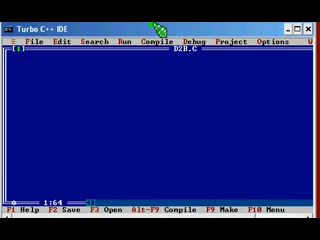 Turbo C++ IDE
≡ File Edit Search Run Compile Debug Project Options W
D2B.C
1:64
F1 Help F2 Save F3 Open Alt-F9 Compile F9 Make F10 Menu